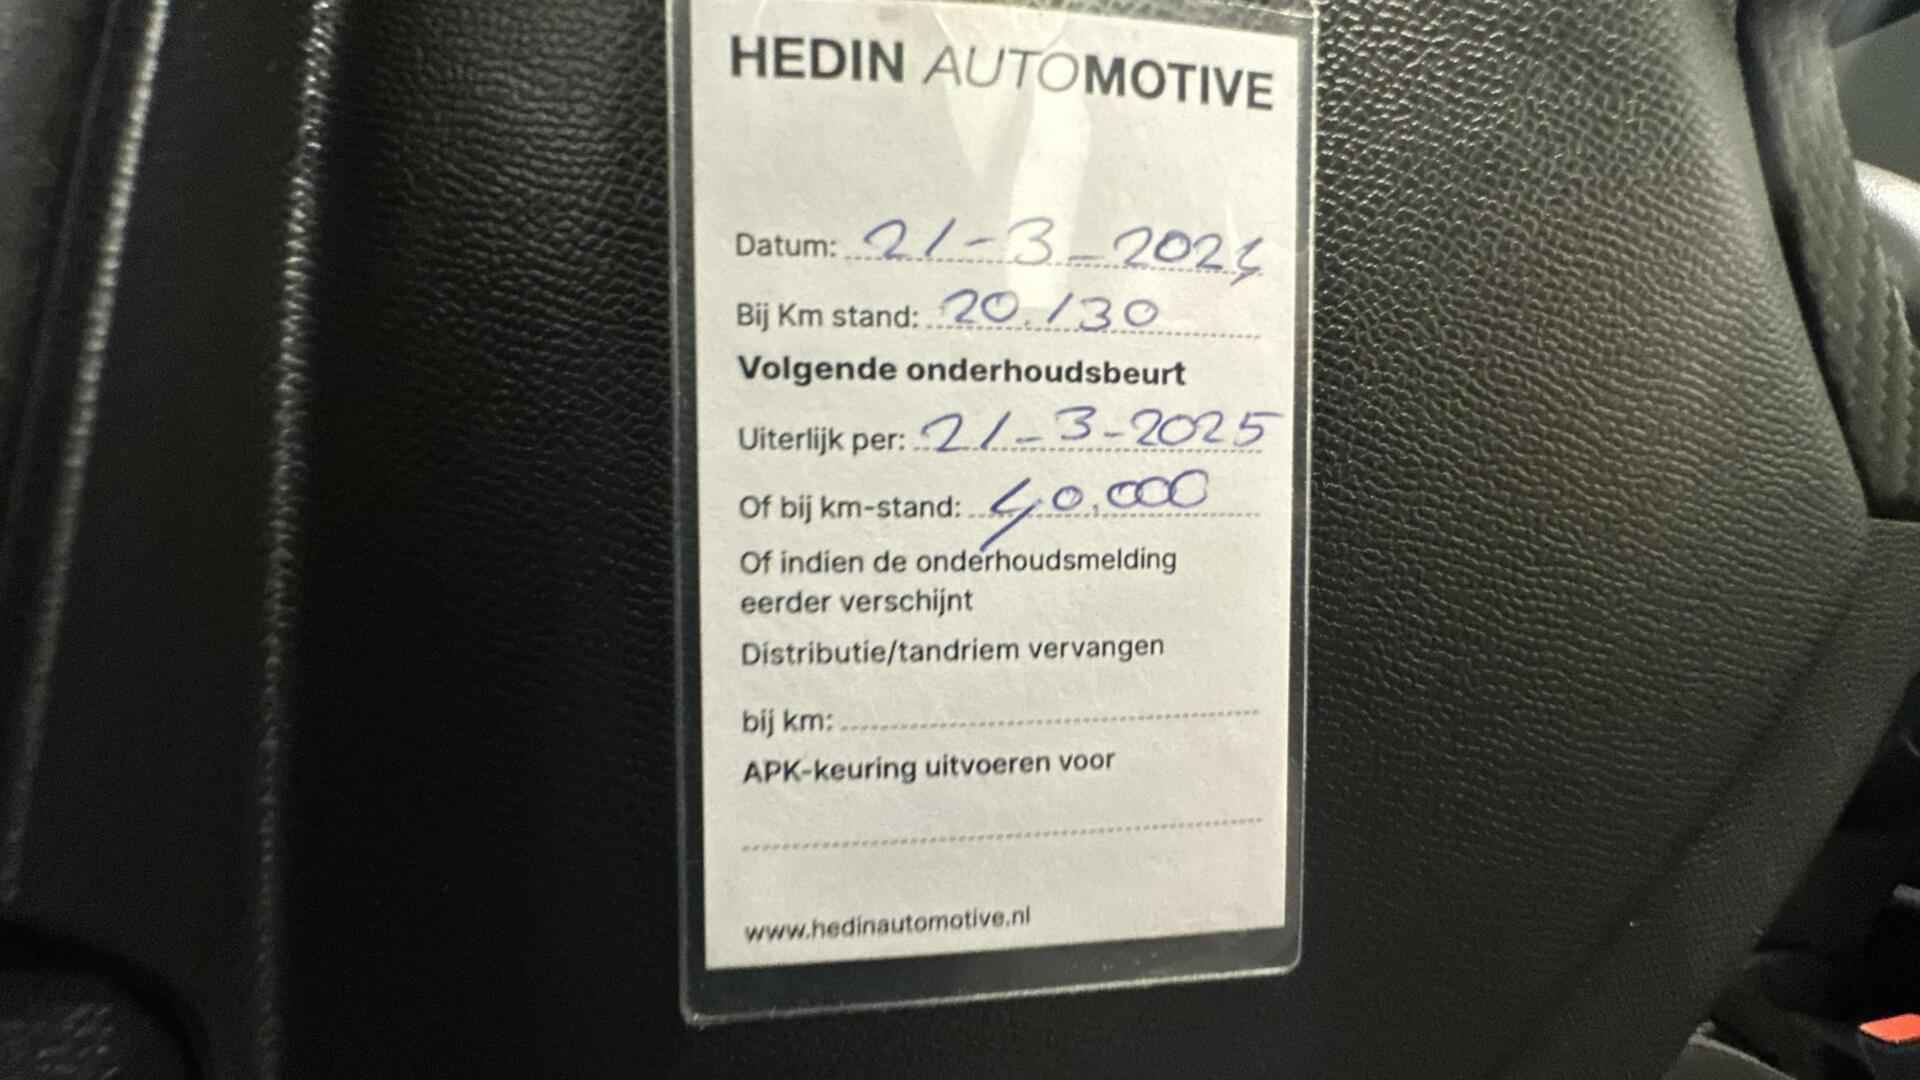 HEDIN AUTOMOTIVE
Datum: 21-3-2024
Bij Km stand: 20.130
Volgende onderhoudsbeurt
Uiterlijk per: 21-3-2025
Of bij km-stand: 40.000
Of indien de onderhoudsmelding
eerder verschijnt
Distributie/tandriem vervangen
bij km:
APK-keuring uitvoeren voor
www.hedinautomotive.nl